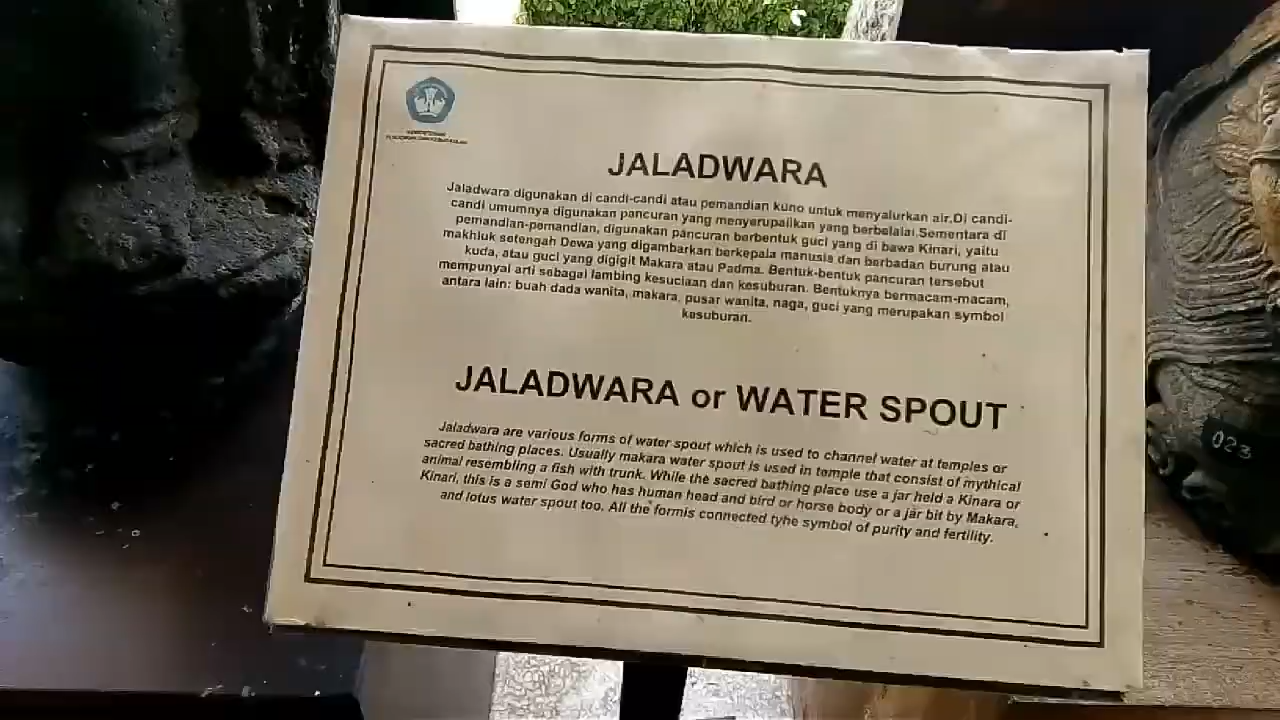 JALADWARA
Jaladwara digunakan di candi-candi atau pemandian kuno untuk menyalurkan air.Di candi-
candi umumnya digunakan pancuran yang menyerupaiikan yang berbelalai.Sementara di
pemandian-pemandian, digunakan pancuran berbentuk guci yang di bawa Kinari, yaitu
makhluk setengah Dewa yang digambarkan berkepala manusia dan berbadan burung atau
kuda, atau guci yang digigit Makara atau Padma. Bentuk-bentuk pancuran tersebut
mempunyai arti sebagai lambing kesuciaan dan kesuburan. Bentuknya bermacam-macam,
antara lain: buah dada wanita, makara, pusar wanita, naga, guci yang merupakan symbol
kesuburan.
JALADWARA or WATER SPOUT
Jaladwara are various forms of water spout which is used to channel water at temples or
sacred bathing places. Usually makara water spout is used in temple that consist of mythical
animal resembling a fish with trunk. While the sacred bathing place use a jar held a Kinara or
Kinari, this is a semi God who has human head and bird or horse body or a jar bit by Makara,
and lotus water spout too. All the formis connected tyhe symbol of purity and fertility.
023